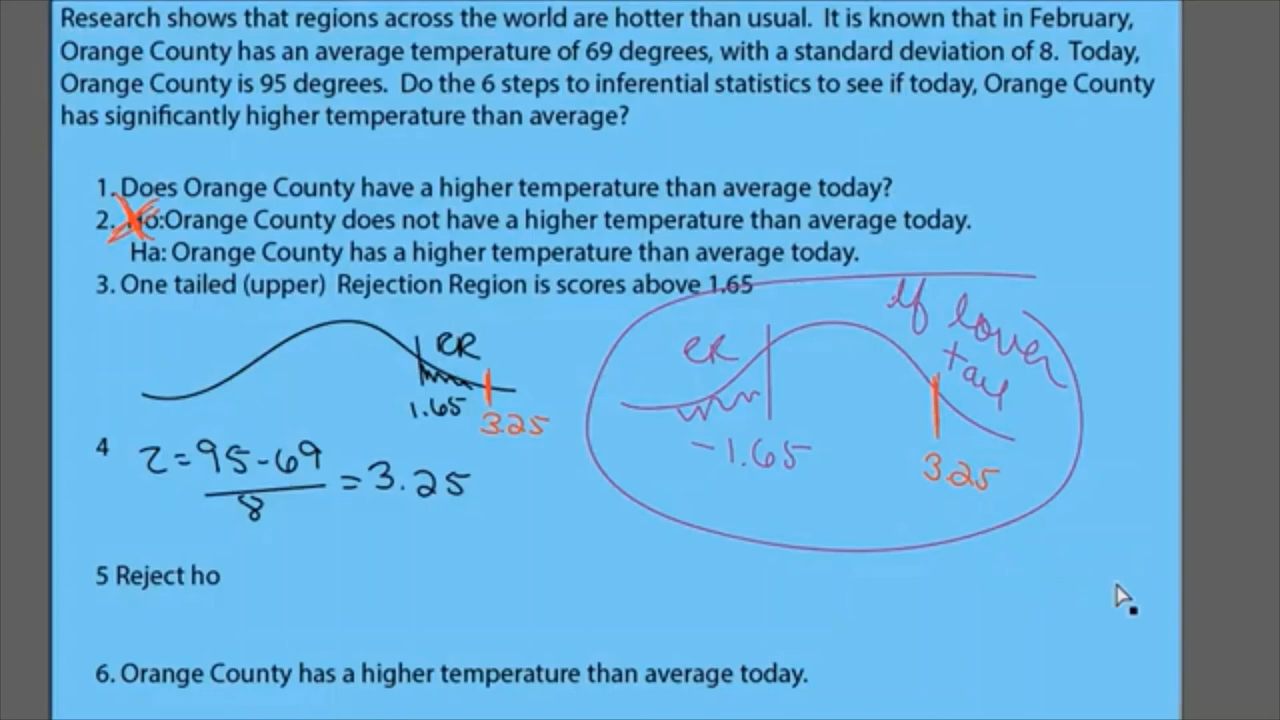 Research shows that regions across the world are hotter than usual. It is known that in February,
Orange County has an average temperature of 69 degrees, with a standard deviation of 8. Today,
Orange County is 95 degrees. Do the 6 steps to inferential statistics to see if today, Orange County
has significantly higher temperature than average?
1. Does Orange County have a higher temperature than average today?
2. Ho:Orange County does not have a higher temperature than average today.
Ha: Orange County has a higher temperature than average today.
3. One tailed (upper) Rejection Region is scores above 1.65
RR
1.65
3.25
If lower
tail
RR
-1.65
3.25
4 z = 95-69
8
= 3.25
5 Reject ho
6. Orange County has a higher temperature than average today.